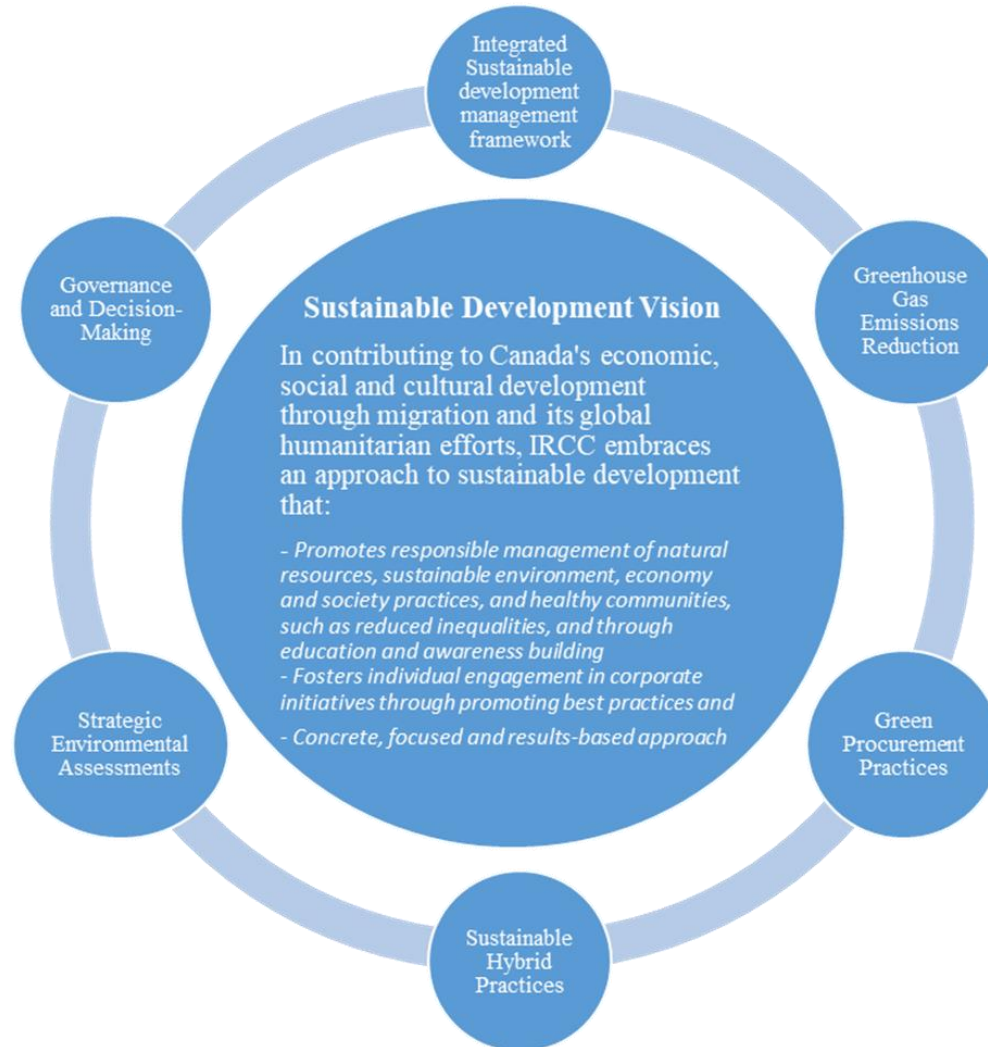 Integrated
Sustainable
development
management
framework
Governance
and Decision-
Making
Greenhouse
Gas
Emissions
Reduction
Sustainable Development Vision
In contributing to Canada's economic,
social and cultural development
through migration and its global
humanitarian efforts, IRCC embraces
an approach to sustainable development
that:
- Promotes responsible management of natural
resources, sustainable environment, economy
and society practices, and healthy communities,
such as reduced inequalities, and through
education and awareness building
- Fosters individual engagement in corporate
initiatives through promoting best practices and
- Concrete, focused and results-based approach
Strategic
Environmental
Assessments
Green
Procurement
Practices
Sustainable
Hybrid
Practices